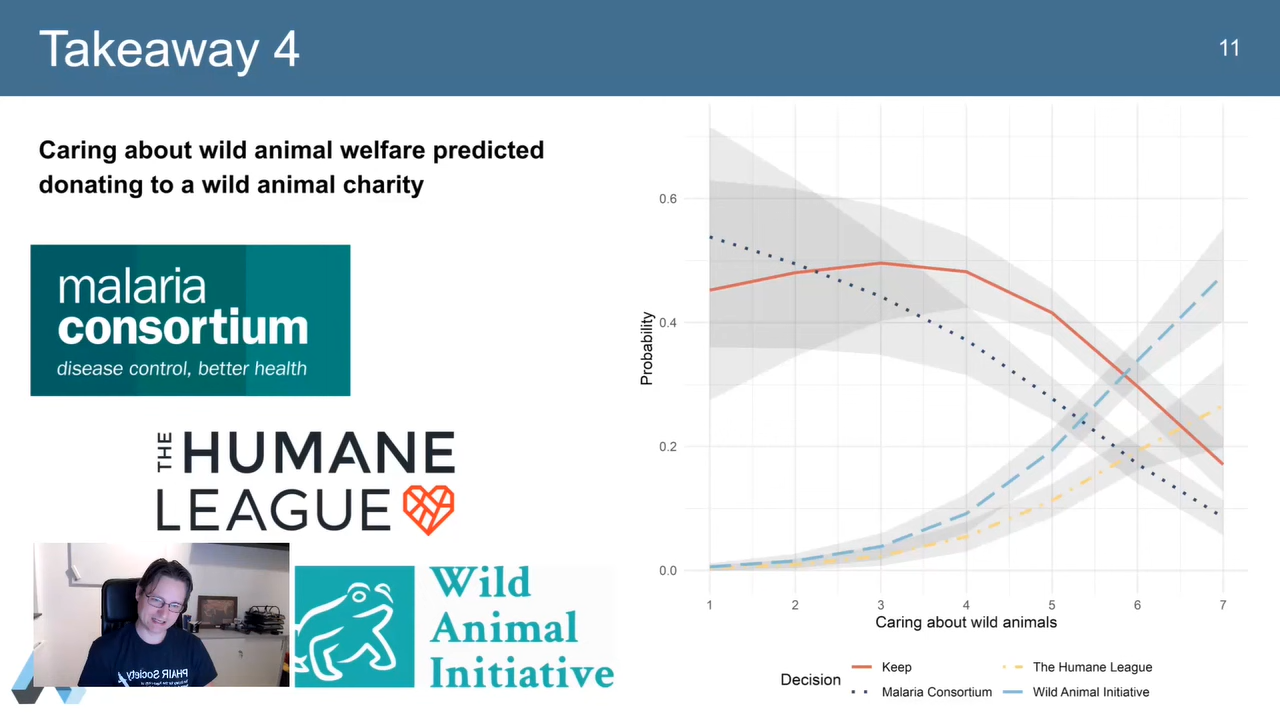 Takeaway 4
11
Caring about wild animal welfare predicted
donating to a wild animal charity
malaria
consortium
disease control, better health
THE HUMANE
LEAGUE
Wild
Animal
Initiative
PHAIR Society
Probability
0.6
0.4
0.2
0.0
1 2 3 4 5 6 7
Caring about wild animals
Decision
Keep
Malaria Consortium
The Humane League
Wild Animal Initiative